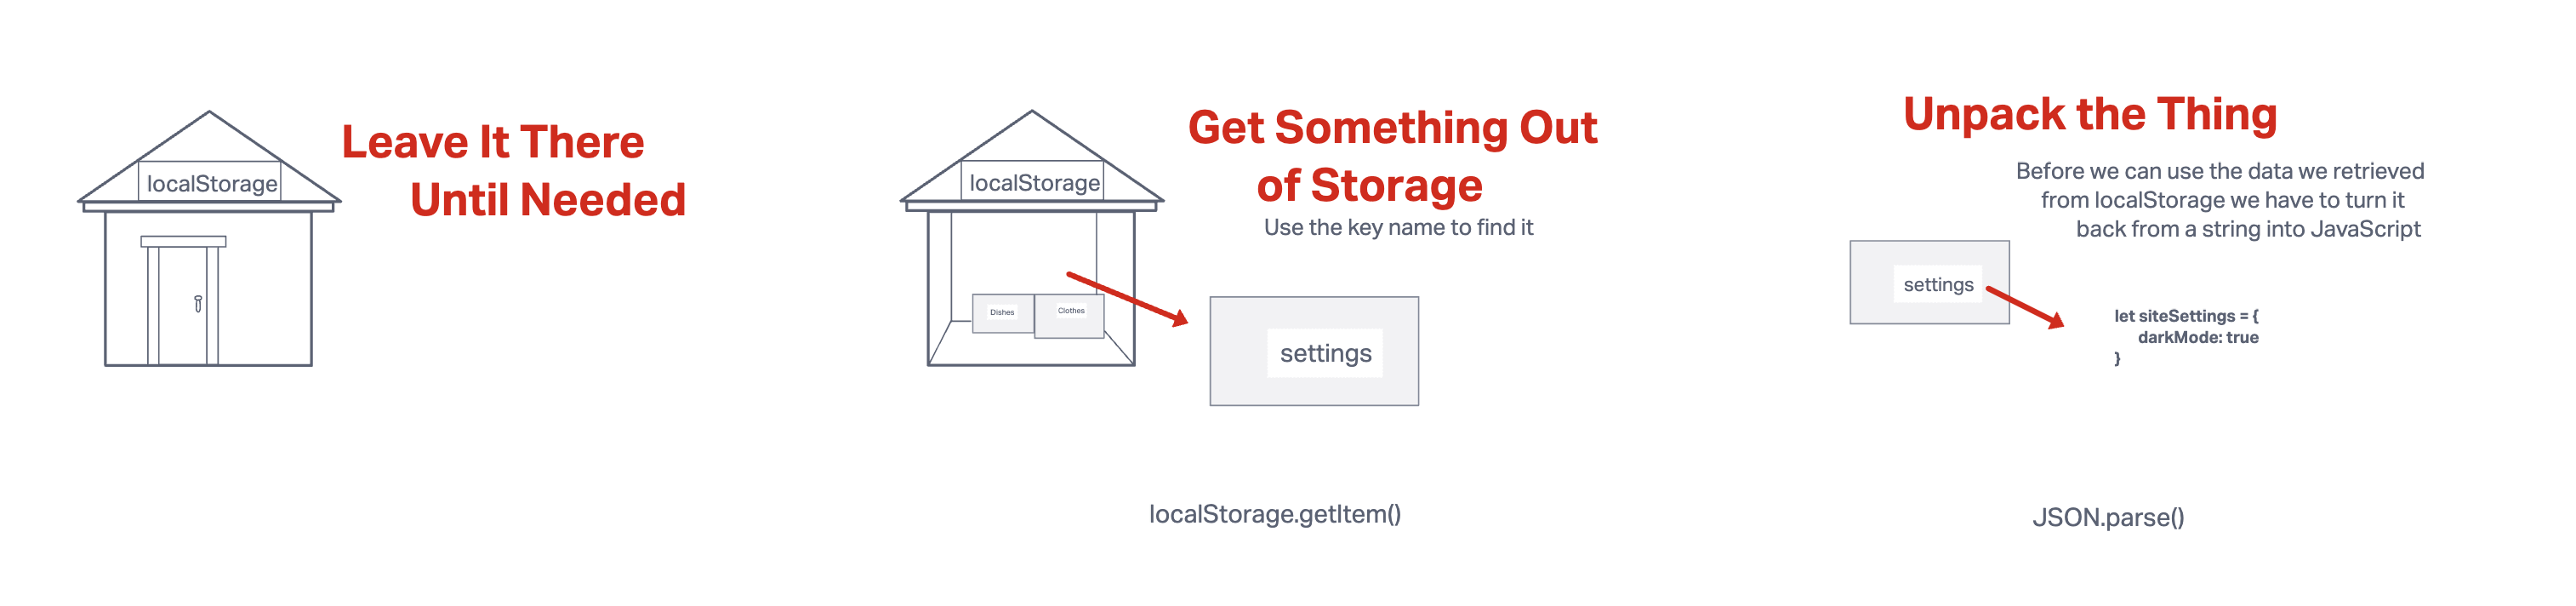 localStorage
Leave It There
Until Needed
localStorage
Dishes
Clothes
Get Something Out
of Storage
Use the key name to find it
settings
localStorage.getItem()
Unpack the Thing
Before we can use the data we retrieved
from localStorage we have to turn it
back from a string into JavaScript
settings
let siteSettings = {
darkMode: true
}
JSON.parse()